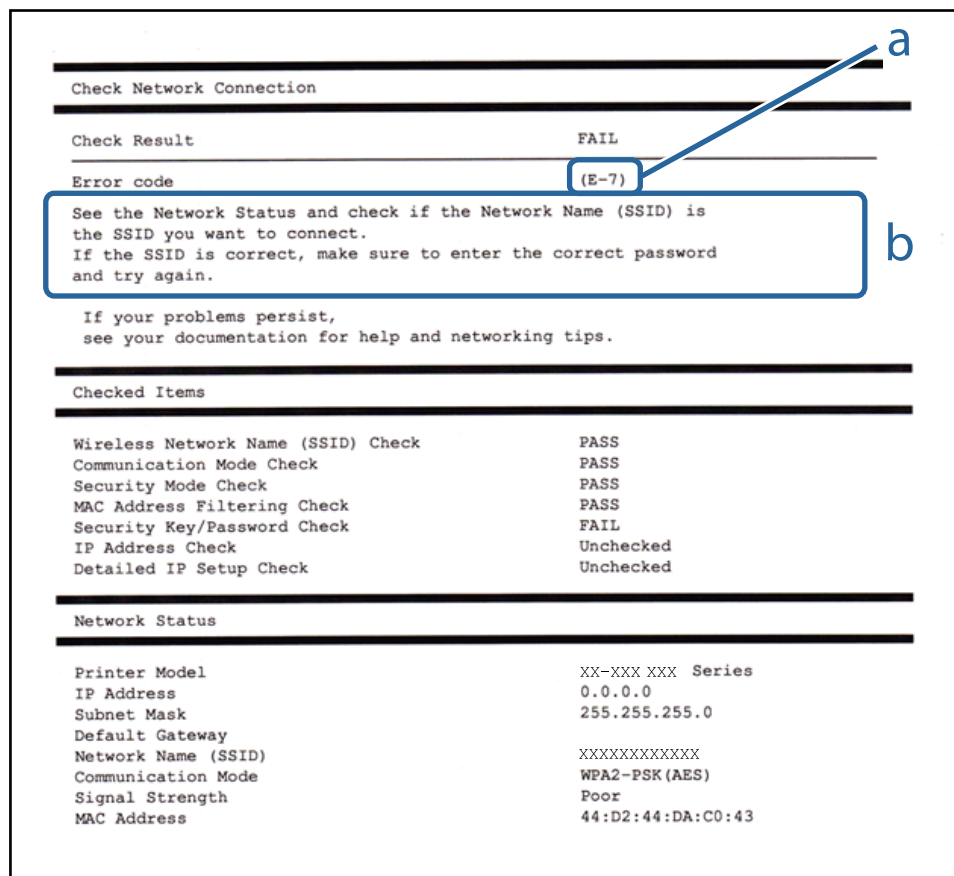 a
Check Network Connection
Check Result FAIL
Error code (E-7)
See the Network Status and check if the Network Name (SSID) is
the SSID you want to connect.
If the SSID is correct, make sure to enter the correct password
and try again.
b
If your problems persist,
see your documentation for help and networking tips.
Checked Items
Wireless Network Name (SSID) Check PASS
Communication Mode Check PASS
Security Mode Check PASS
MAC Address Filtering Check PASS
Security Key/Password Check FAIL
IP Address Check Unchecked
Detailed IP Setup Check Unchecked
Network Status
Printer Model XX-XXX XXX Series
IP Address 0.0.0.0
Subnet Mask 255.255.255.0
Default Gateway
Network Name (SSID) XXXXXXXXXXXX
Communication Mode WPA2-PSK(AES)
Signal Strength Poor
MAC Address 44:D2:44:DA:C0:43